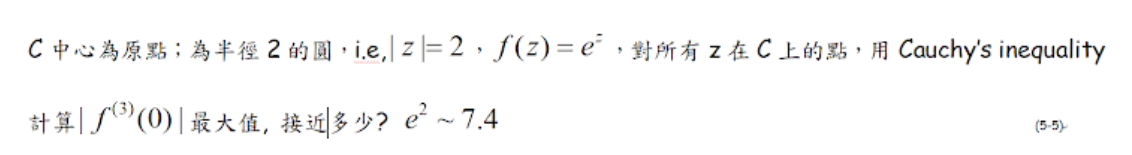 C 中心為原點；為半徑 2 的圓，i.e,| z |= 2，f(z) = e^z，對所有 z 在 C 上的點，用 Cauchy's inequality
計算| f^(3)(0) | 最大值, 接近多少? e^2 ~ 7.4 (5-5)